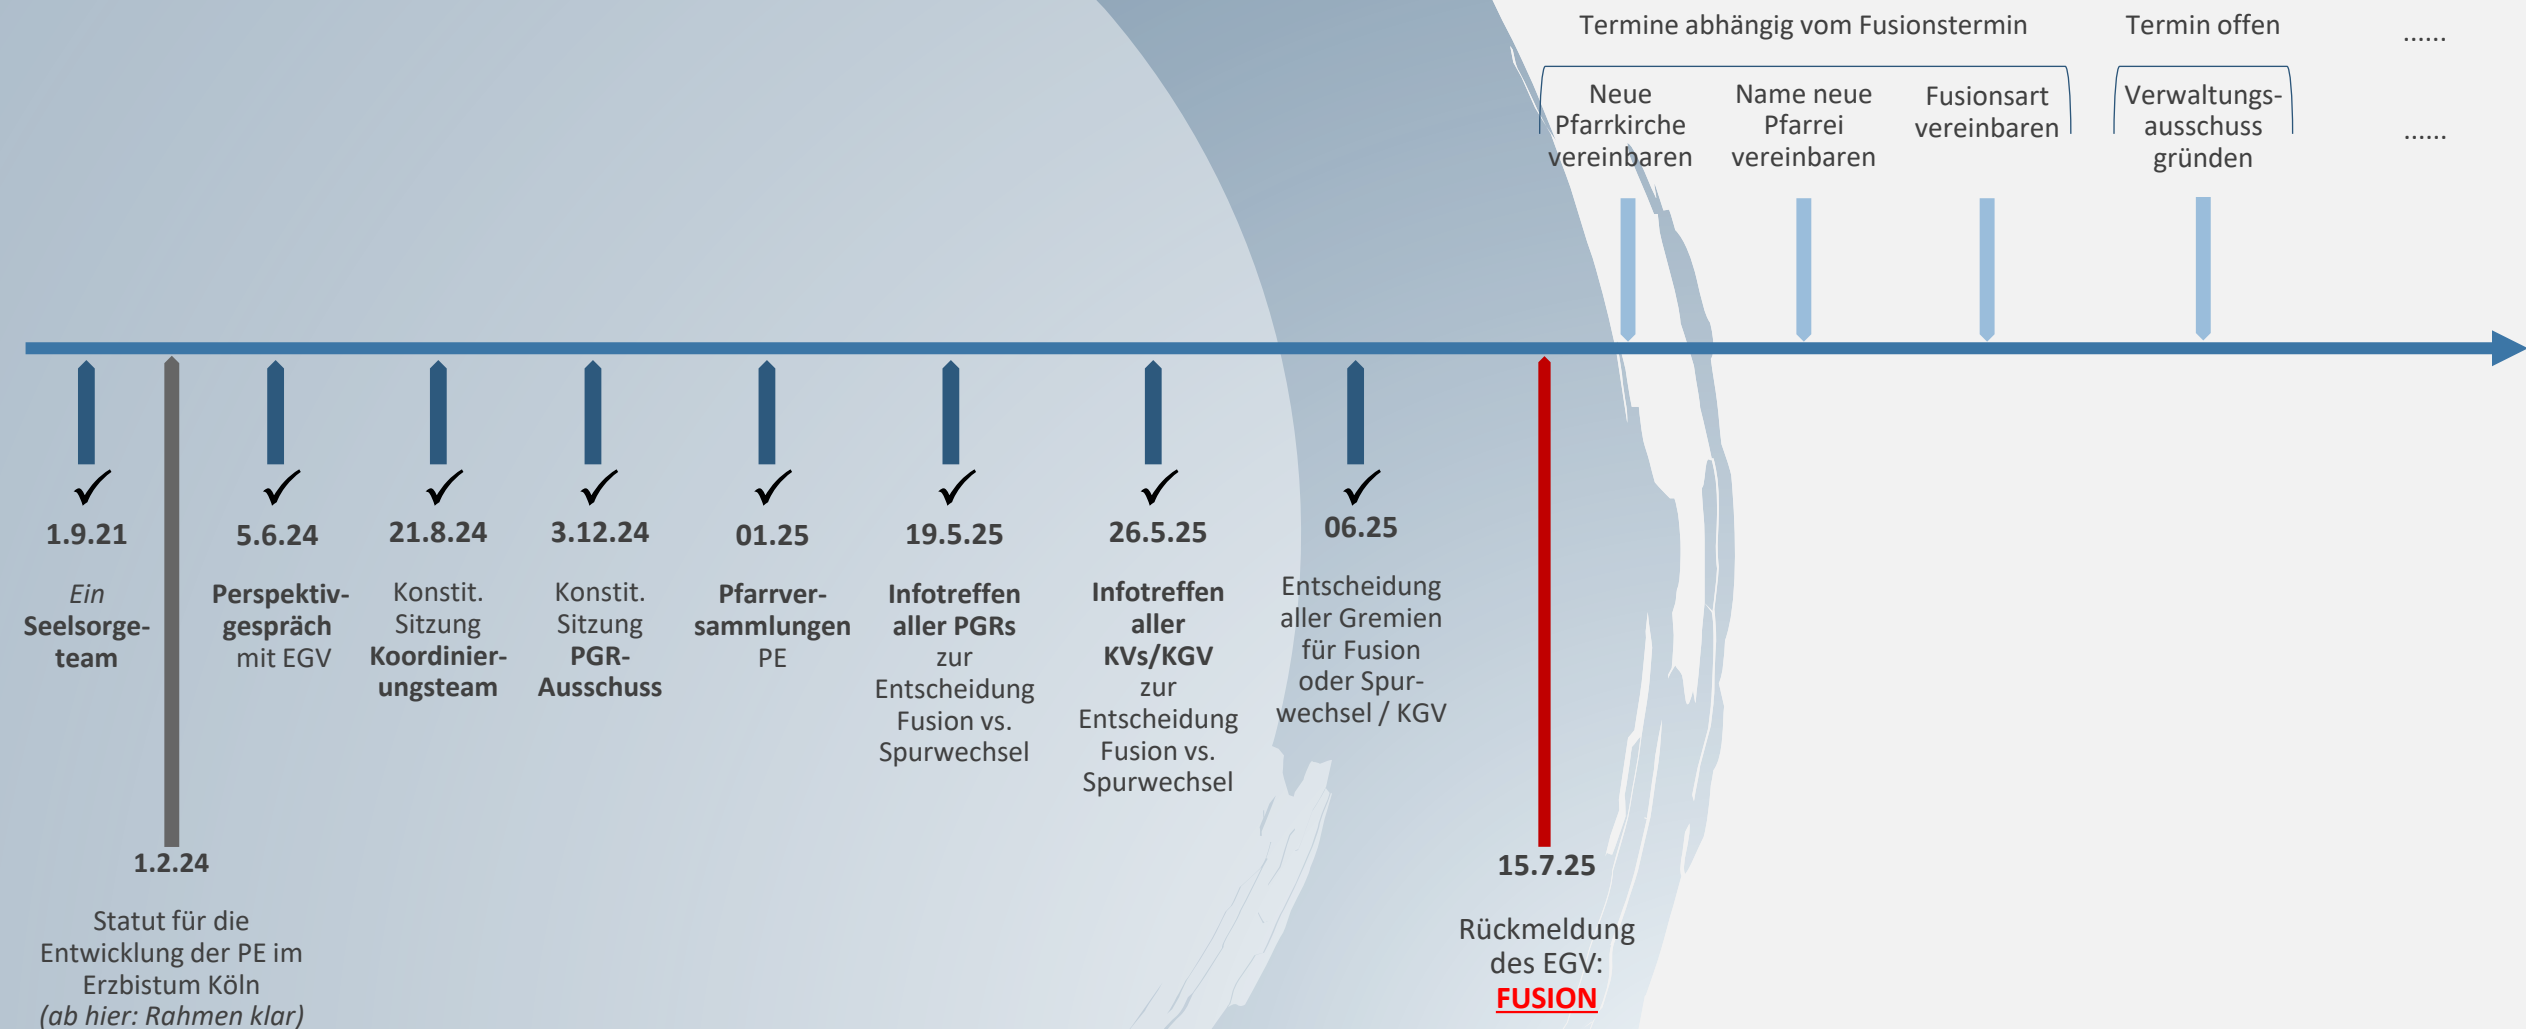 Termine abhängig vom Fusionstermin
Termin offen
......
Neue
Pfarrkirche
vereinbaren
Name neue
Pfarrei
vereinbaren
Fusionsart
vereinbaren
Verwaltungs-
ausschuss
gründen
......
1.9.21
Ein
Seelsorge-
team
1.2.24
Statut für die
Entwicklung der PE im
Erzbistum Köln
(ab hier: Rahmen klar)
5.6.24
Perspektiv-
gespräch
mit EGV
21.8.24
Konstit.
Sitzung
Koordinier-
ungsteam
3.12.24
Konstit.
Sitzung
PGR-
Ausschuss
01.25
Pfarrver-
sammlungen
PE
19.5.25
Infotreffen
aller PGRs
zur
Entscheidung
Fusion vs.
Spurwechsel
26.5.25
Infotreffen
aller
KVs/KGV
zur
Entscheidung
Fusion vs.
Spurwechsel
06.25
Entscheidung
aller Gremien
für Fusion
oder Spur-
wechsel / KGV
15.7.25
Rückmeldung
des EGV:
FUSION